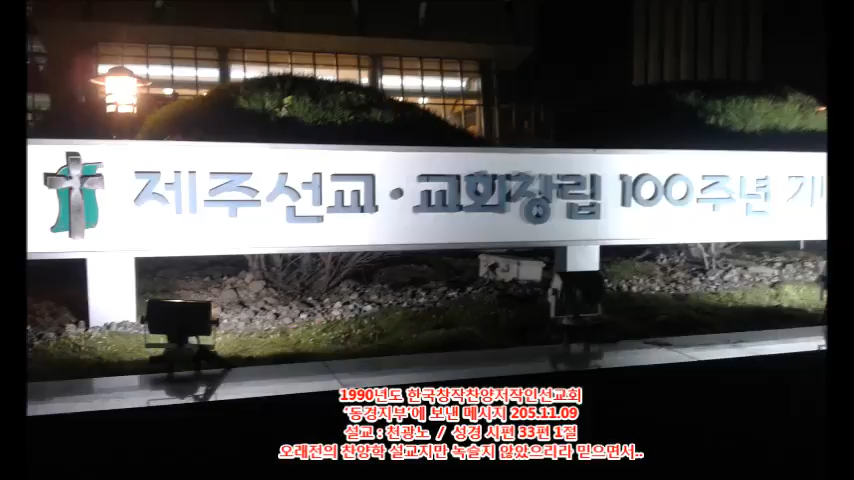 제주선교·교회창립 100주년 기
1990년도 한국창작찬양저작인선교회
'동경지부'에 보낸 메시지 205.11.09
설교 : 천광노 / 성경 시편 33편 1절
오래전의 찬양학 설교지만 녹슬지 않았으리라 믿으면서..